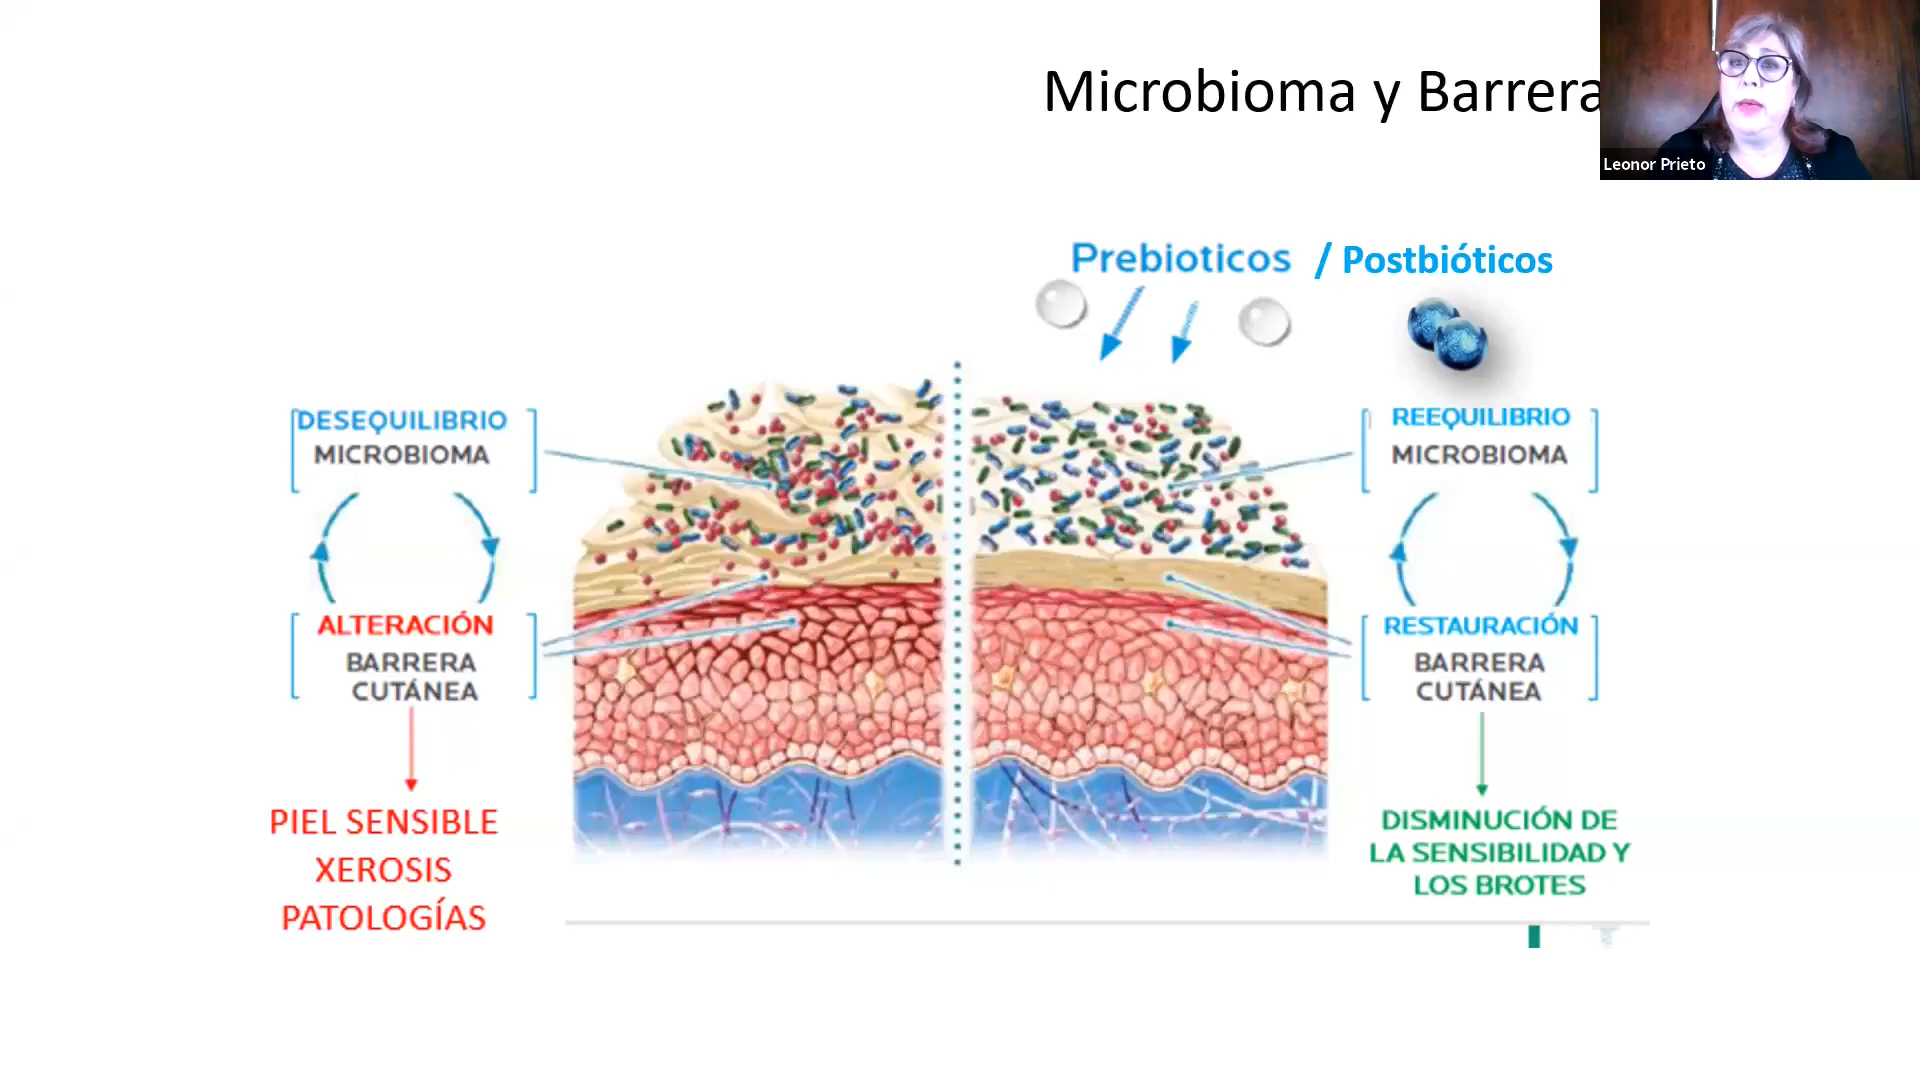 Microbioma y Barrera
Leonor Prieto
Prebioticos / Postbióticos
DESEQUILIBRIO
MICROBIOMA
ALTERACIÓN
BARRERA
CUTÁNEA
PIEL SENSIBLE
XEROSIS
PATOLOGÍAS
REEQUILIBRIO
MICROBIOMA
RESTAURACIÓN
BARRERA
CUTÁNEA
DISMINUCIÓN DE
LA SENSIBILIDAD Y
LOS BROTES